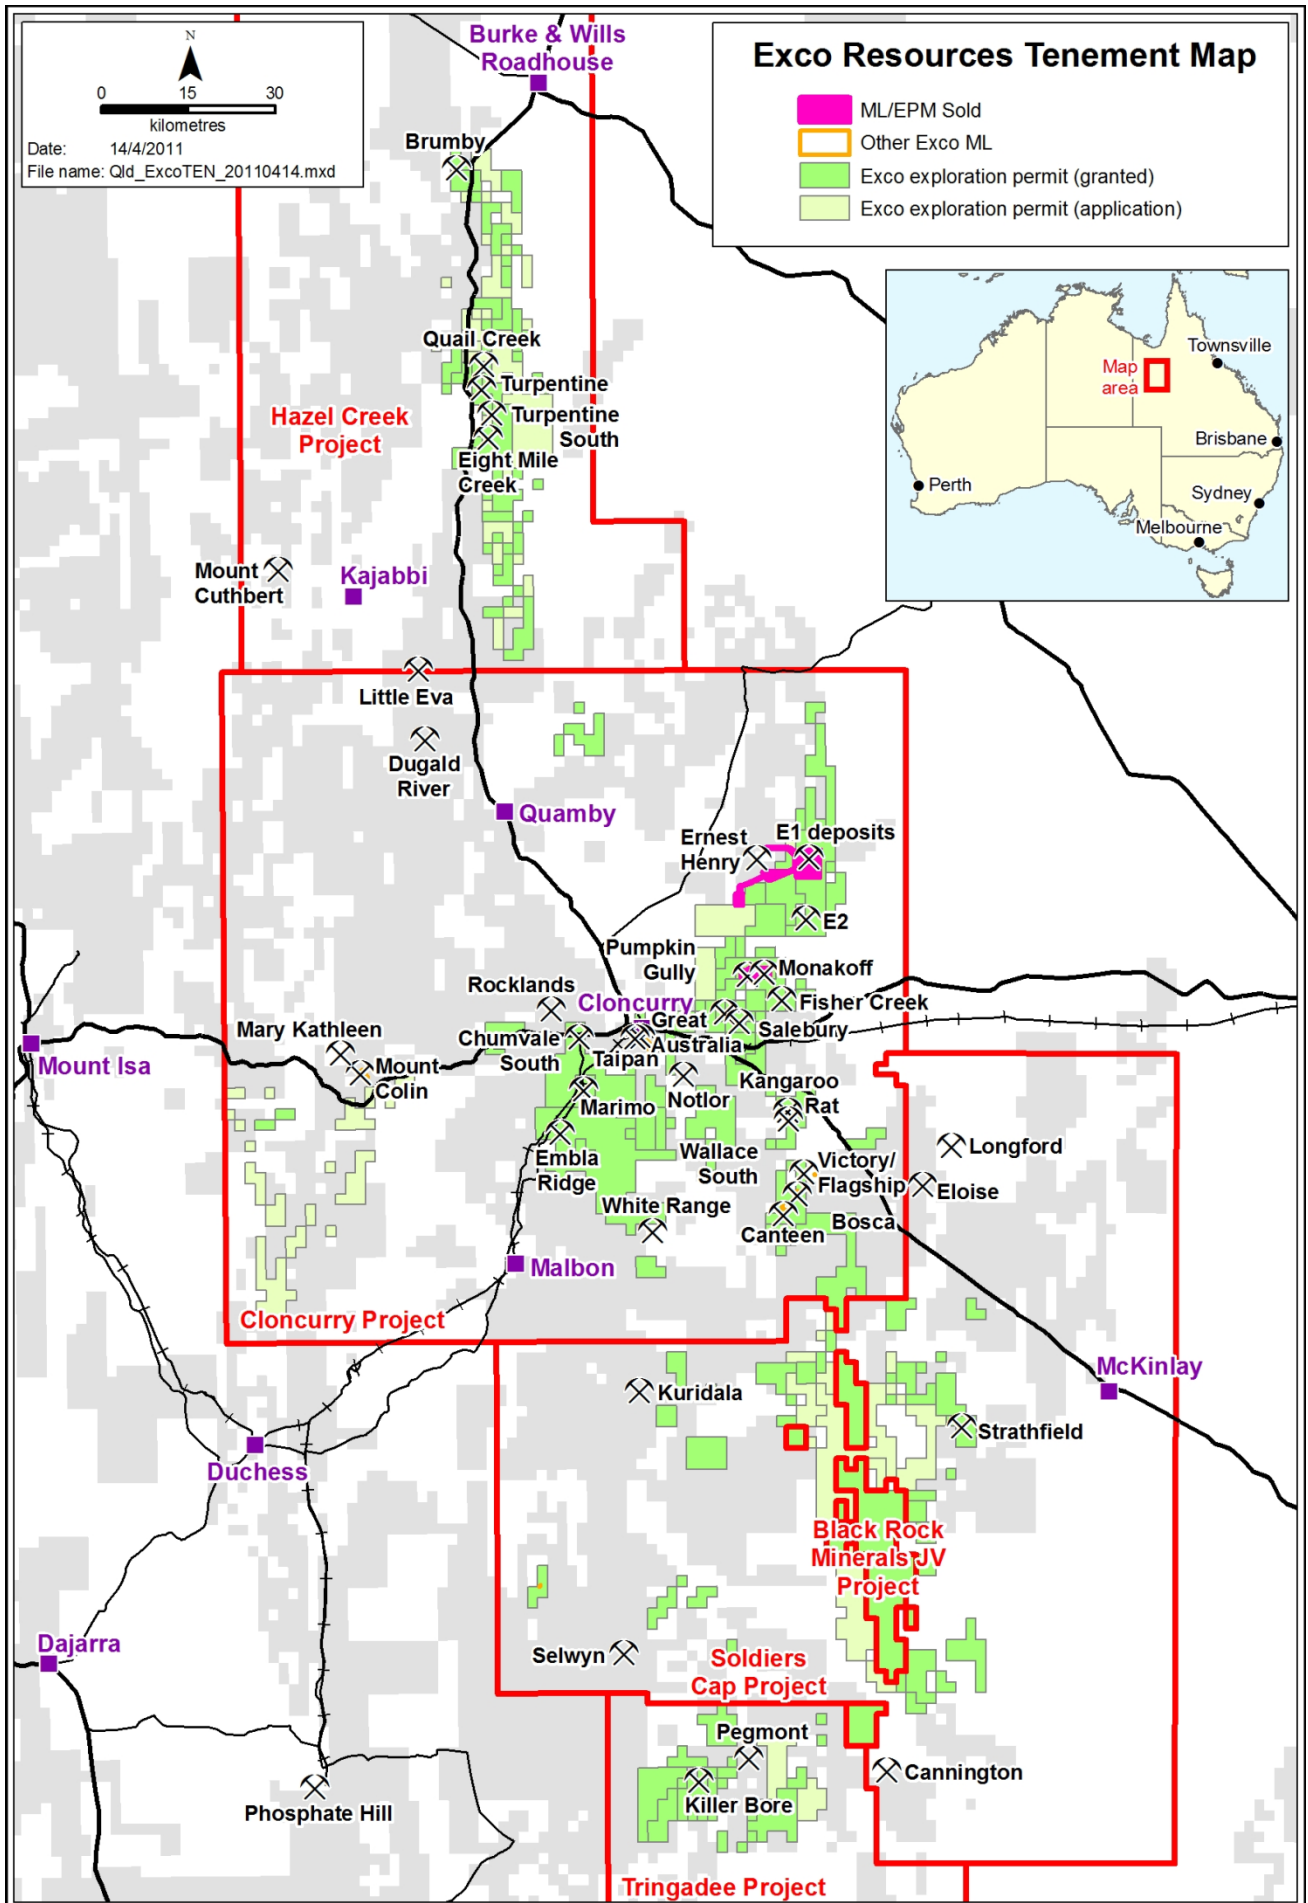 N
0 15 30
kilometres
Date: 14/4/2011
File name: Qld_ExcoTEN_20110414.mxd
Exco Resources Tenement Map
ML/EPM Sold
Other Exco ML
Exco exploration permit (granted)
Exco exploration permit (application)
Map
area
Townsville
Brisbane
Sydney
Melbourne
Perth
Burke & Wills
Roadhouse
Brumby
Quail Creek
Turpentine
Turpentine
South
Eight Mile
Creek
Hazel Creek
Project
Mount
Cuthbert
Kajabbi
Little Eva
Dugald
River
Quamby
Ernest
Henry
E1 deposits
E2
Pumpkin
Gully
Monakoff
Fisher Creek
Salebury
Rocklands
Cloncurry
Great
Australia
Chumvale
South
Taipan
Mary Kathleen
Mount
Colin
Mount Isa
Marimo
Notlor
Kangaroo
Rat
Embla
Ridge
Wallace
South
Victory/
Flagship
Longford
Eloise
White Range
Canteen
Bosca
Malbon
Cloncurry Project
McKinlay
Kuridala
Strathfield
Duchess
Black Rock
Minerals JV
Project
Dajarra
Selwyn
Soldiers
Cap Project
Pegmont
Cannington
Killer Bore
Phosphate Hill
Tringadee Project